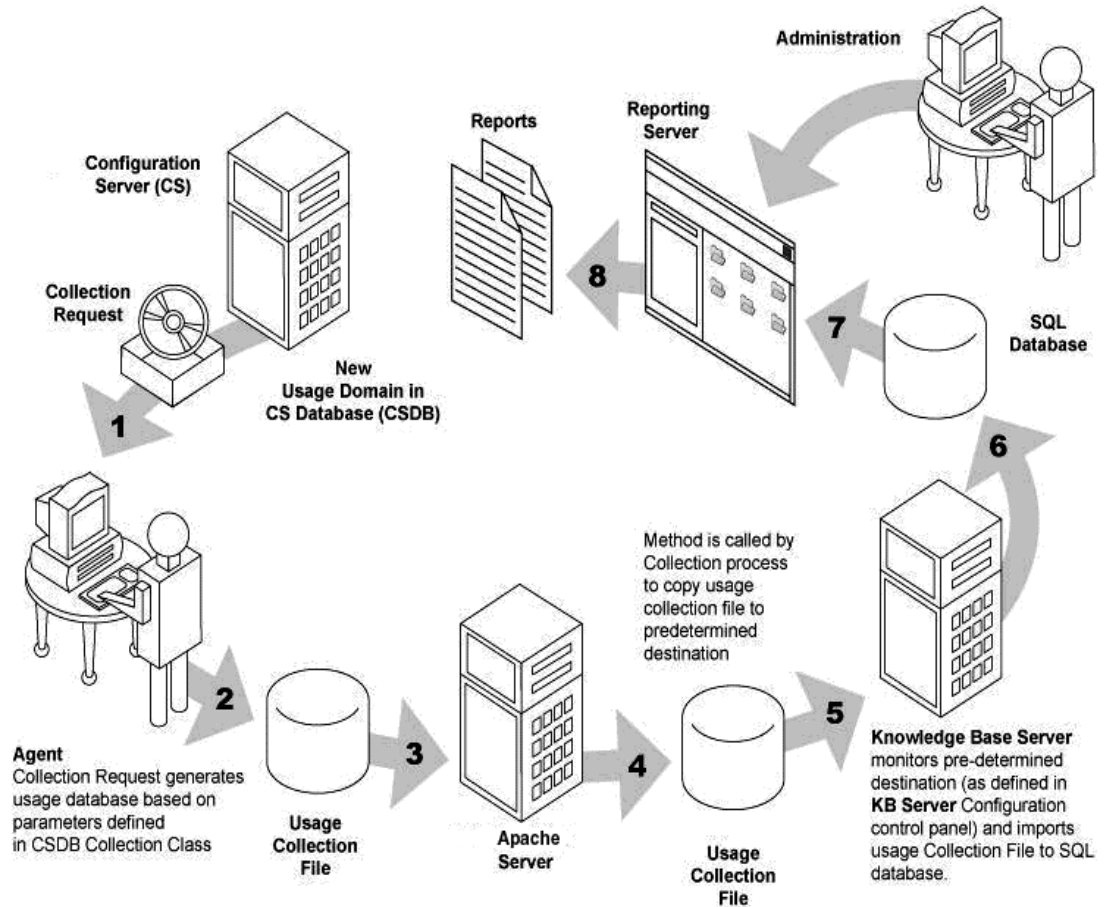 Administration
Reporting
Server
Reports
Configuration
Server (CS)
Collection
Request
8
7
SQL
Database
New
Usage Domain in
CS Database (CSDB)
1
6
Method is called by
Collection process
to copy usage
collection file to
predetermined
destination
2
3
4
5
Agent
Collection Request generates
usage database based on
parameters defined
in CSDB Collection Class
Usage
Collection
File
Apache
Server
Usage
Collection
File
Knowledge Base Server
monitors pre-determined
destination (as defined in
KB Server Configuration
control panel) and imports
usage Collection File to SQL
database.